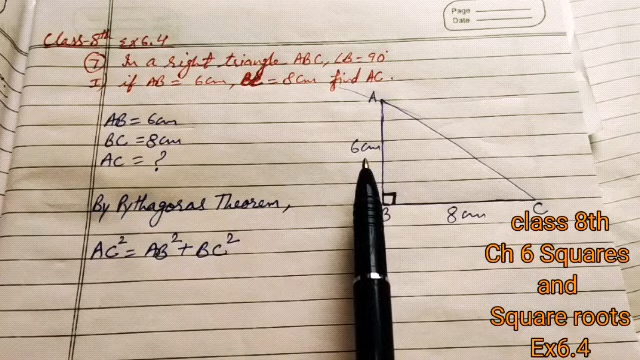 Page
Date
Class-8th Ex6.4
7 In a right triangle ABC, ∠B=90°
I) if AB = 6cm, BC = 8cm find AC.
AB = 6cm
BC = 8cm
AC = ?
By Pythagoras Theorem,
AC² = AB² + BC²
A
6cm
B
8cm
C
class 8th
Ch 6 Squares
and
Square roots
Ex6.4